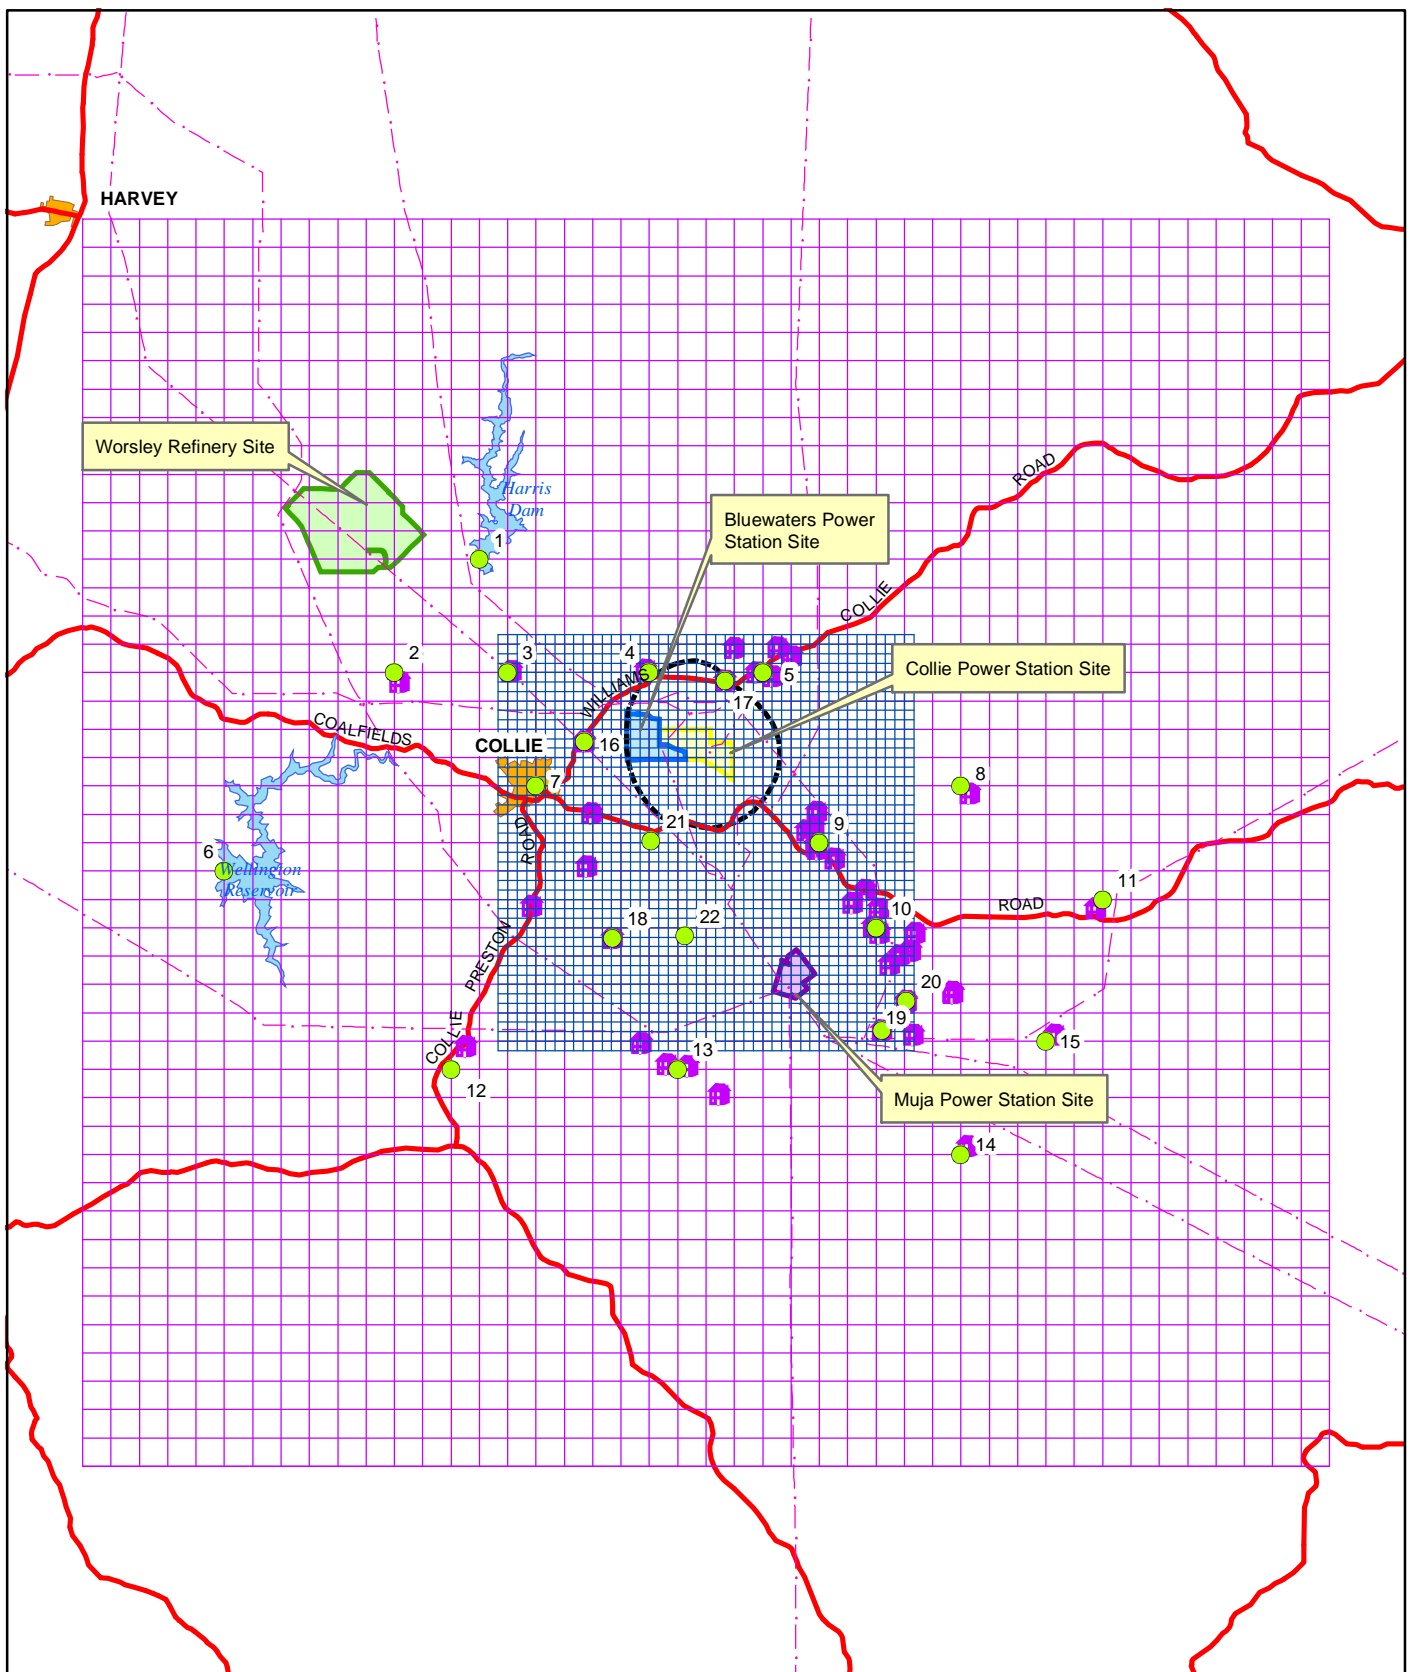 HARVEY
ROAD
Worsley Refinery Site
Harris
Dam
Bluewaters Power
Station Site
1
COLLIE
2
3
4
5
Collie Power Station Site
WILLIAMS
17
COALFIELDS
COLLIE
16
7
8
21
9
ROAD
6
Wellington
Reservoir
11
ROAD
10
18
22
PRESTON
20
19
COLLIE
13
15
12
Muja Power Station Site
14